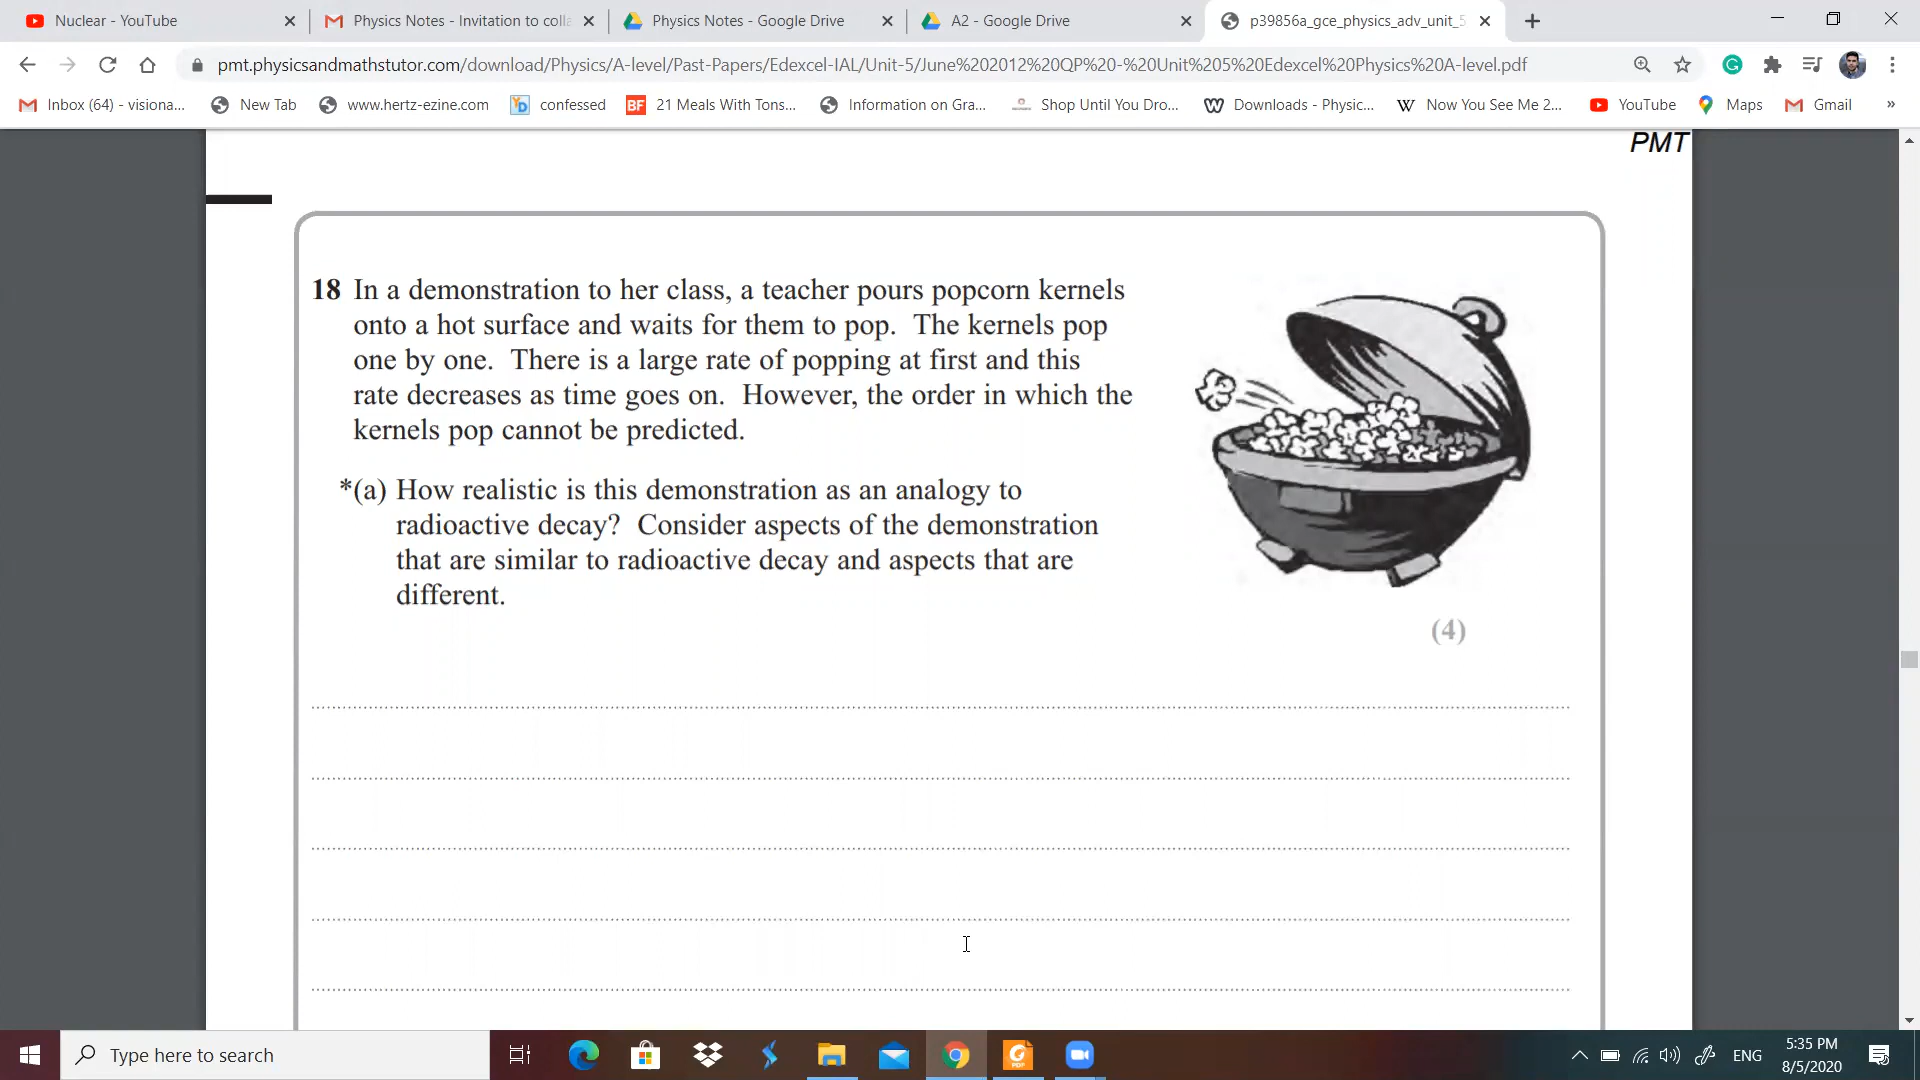 Nuclear - YouTube
Physics Notes - Invitation to colla
Physics Notes - Google Drive
A2 - Google Drive
p39856a_gce_physics_adv_unit_5
pmt.physicsandmathstutor.com/download/Physics/A-level/Past-Papers/Edexcel-IAL/Unit-5/June%202012%20QP%20-%20Unit%205%20Edexcel%20Physics%20A-level.pdf
Inbox (64) - visiona...
New Tab
www.hertz-ezine.com
YD
confessed
BF
21 Meals With Tons...
Information on Gra...
Shop Until You Dro...
Downloads - Physic...
W
Now You See Me 2...
YouTube
Maps
Gmail
»
PMT
18 In a demonstration to her class, a teacher pours popcorn kernels
onto a hot surface and waits for them to pop. The kernels pop
one by one. There is a large rate of popping at first and this
rate decreases as time goes on. However, the order in which the
kernels pop cannot be predicted.
*(a) How realistic is this demonstration as an analogy to
radioactive decay? Consider aspects of the demonstration
that are similar to radioactive decay and aspects that are
different.
(4)
Type here to search
PDF
ENG
5:35 PM
8/5/2020